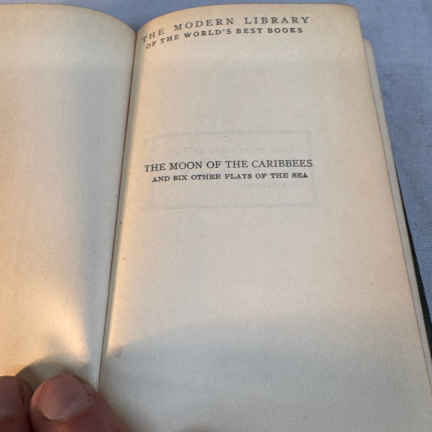 THE MODERN LIBRARY
OF THE WORLD'S BEST BOOKS
THE MOON OF THE CARIBBEES
AND SIX OTHER PLAYS OF THE SEA